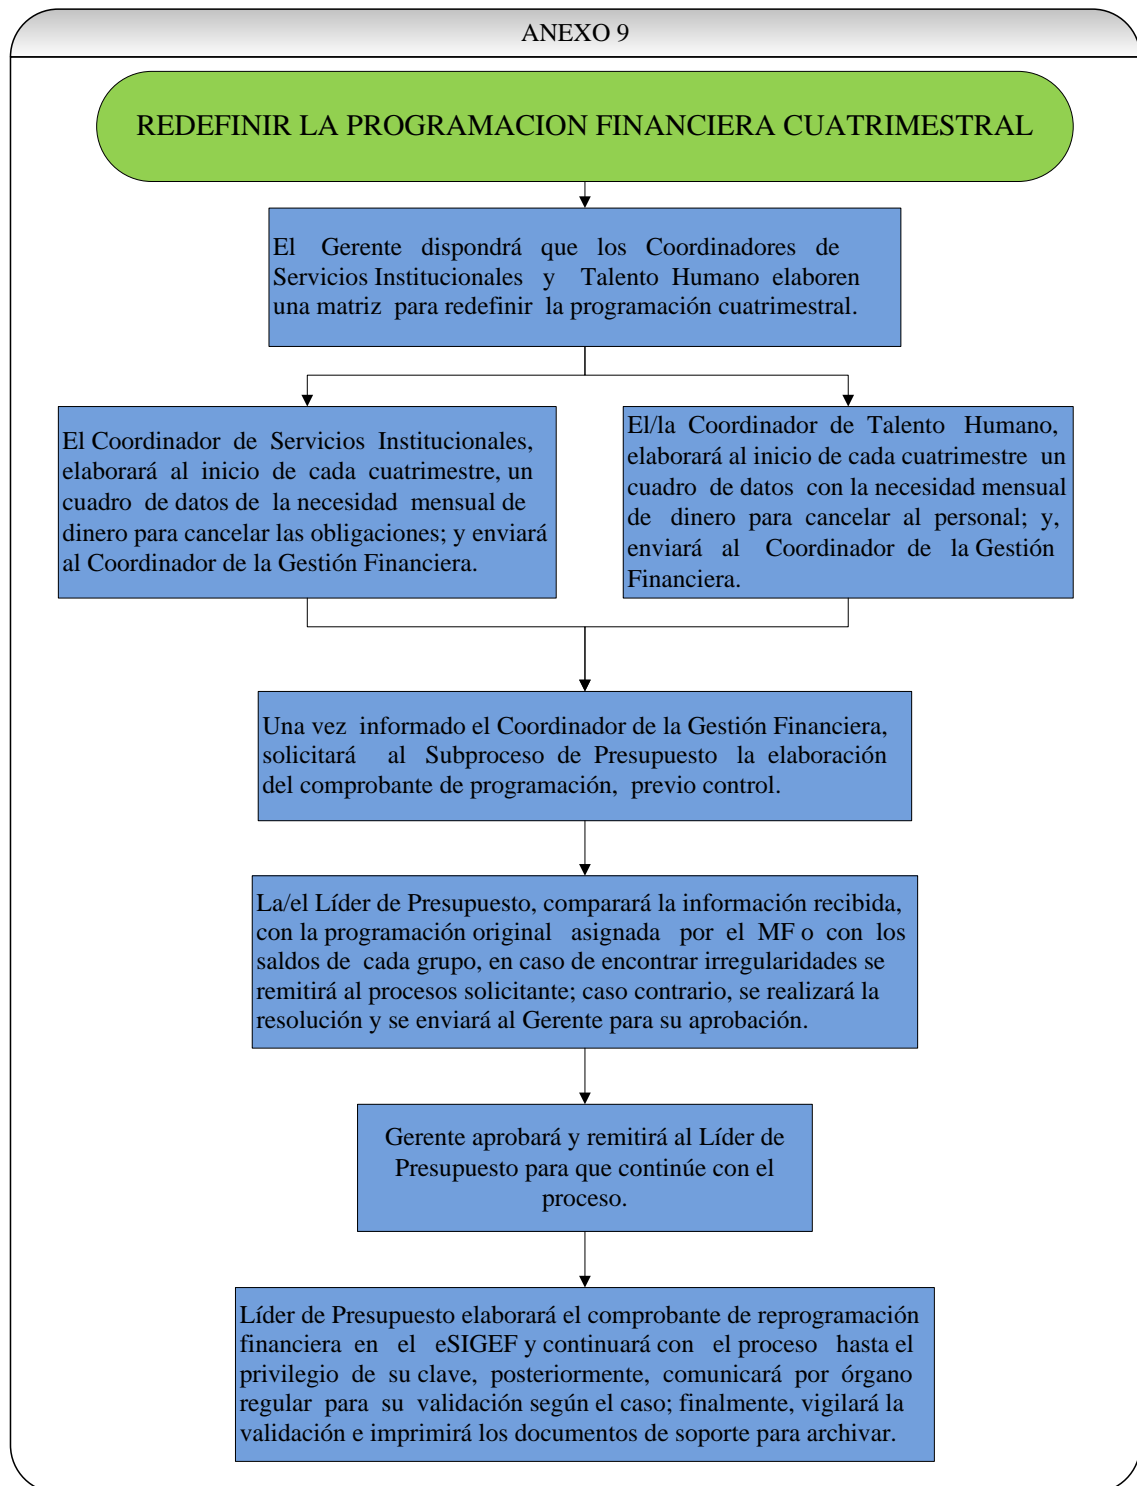 ANEXO 9
REDEFINIR LA PROGRAMACION FINANCIERA CUATRIMESTRAL
El Gerente dispondrá que los Coordinadores de
Servicios Institucionales y Talento Humano elaboren
una matriz para redefinir la programación cuatrimestral.
El Coordinador de Servicios Institucionales,
elaborará al inicio de cada cuatrimestre, un
cuadro de datos de la necesidad mensual de
dinero para cancelar las obligaciones; y enviará
al Coordinador de la Gestión Financiera.
El/la Coordinador de Talento Humano,
elaborará al inicio de cada cuatrimestre un
cuadro de datos con la necesidad mensual
de dinero para cancelar al personal; y,
enviará al Coordinador de la Gestión
Financiera.
Una vez informado el Coordinador de la Gestión Financiera,
solicitará al Subproceso de Presupuesto la elaboración
del comprobante de programación, previo control.
La/el Líder de Presupuesto, comparará la información recibida,
con la programación original asignada por el MF o con los
saldos de cada grupo, en caso de encontrar irregularidades se
remitirá al procesos solicitante; caso contrario, se realizará la
resolución y se enviará al Gerente para su aprobación.
Gerente aprobará y remitirá al Líder de
Presupuesto para que continúe con el
proceso.
Líder de Presupuesto elaborará el comprobante de reprogramación
financiera en el eSIGEF y continuará con el proceso hasta el
privilegio de su clave, posteriormente, comunicará por órgano
regular para su validación según el caso; finalmente, vigilará la
validación e imprimirá los documentos de soporte para archivar.